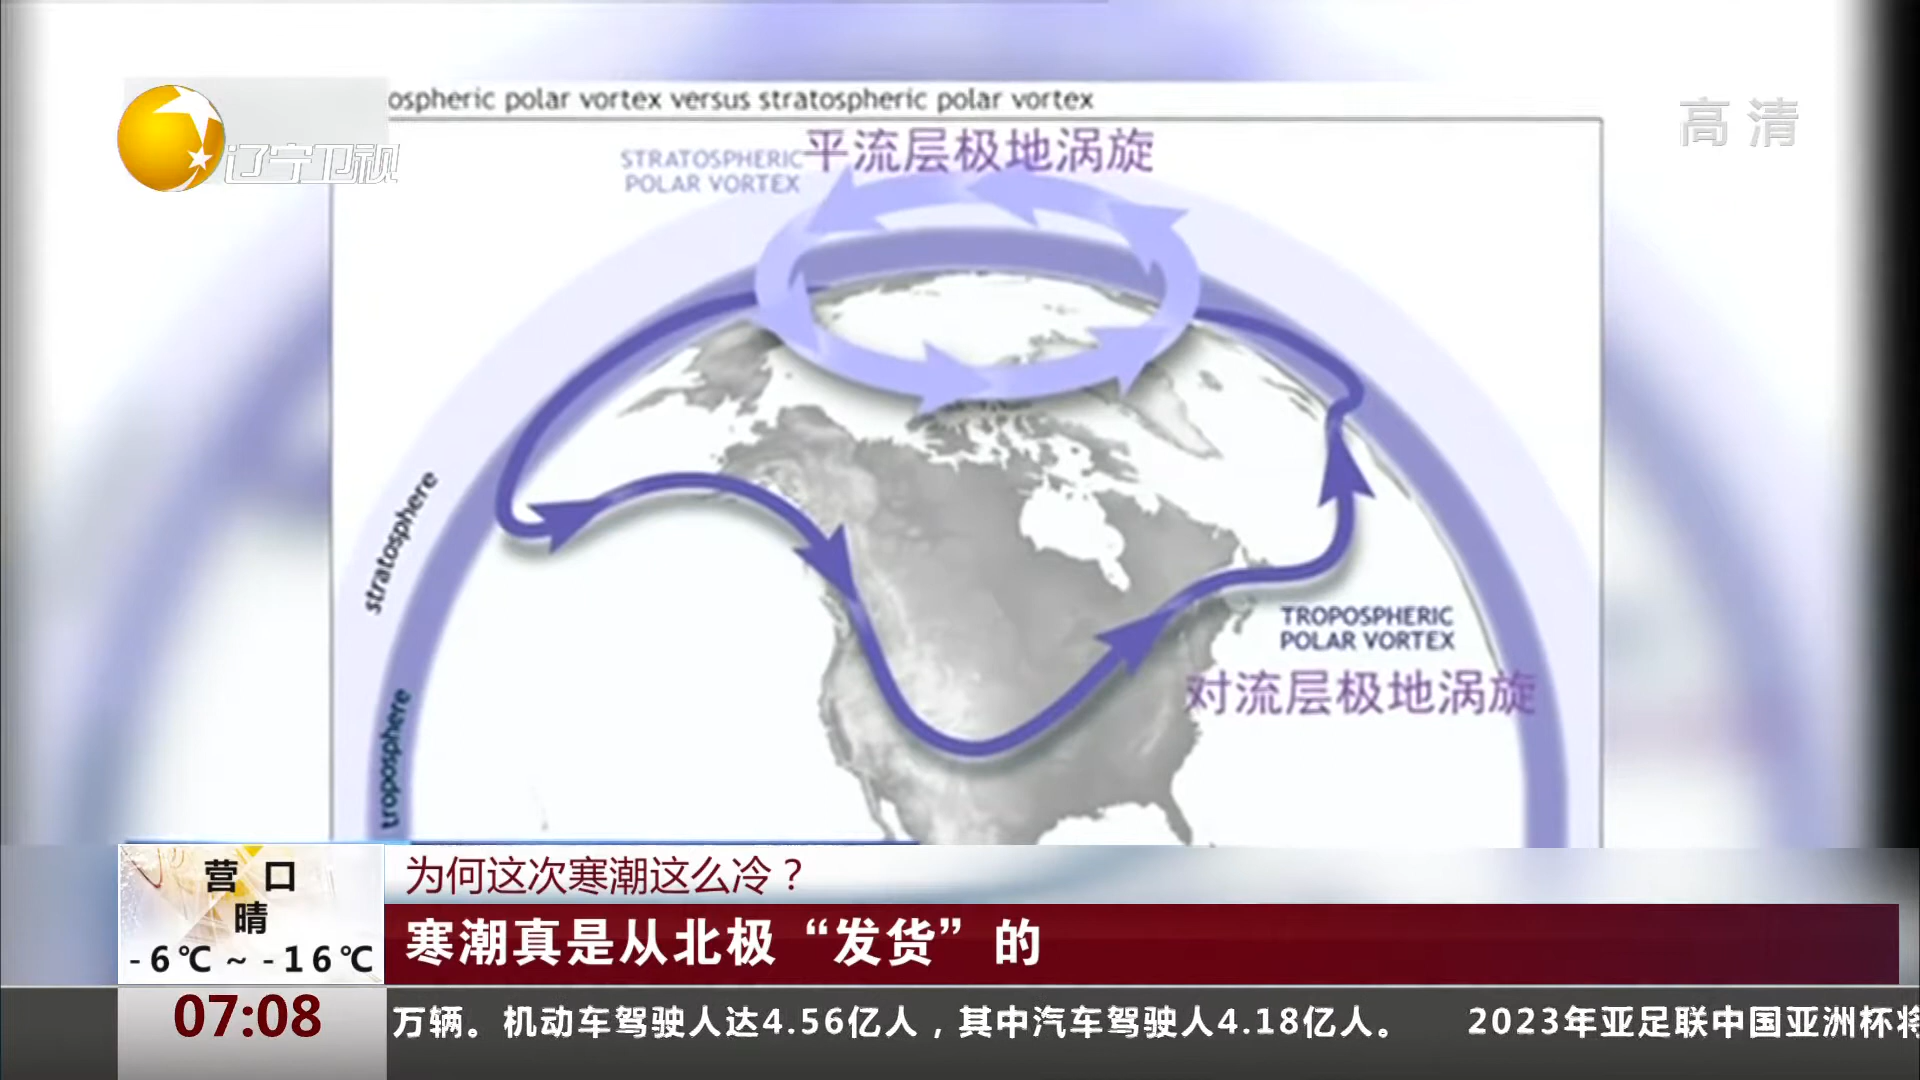 ospheric polar vortex versus stratospheric polar vortex
高清
辽宁卫视
STRATOSPHERIC
POLAR VORTEX
平流层极地涡旋
stratosphere
troposphere
TROPOSPHERIC
POLAR VORTEX
对流层极地涡旋
营口
晴
-6℃~-16℃
为何这次寒潮这么冷？
寒潮真是从北极“发货”的
07:08
万辆。机动车驾驶人达4.56亿人，其中汽车驾驶人4.18亿人。 2023年亚足联中国亚洲杯将